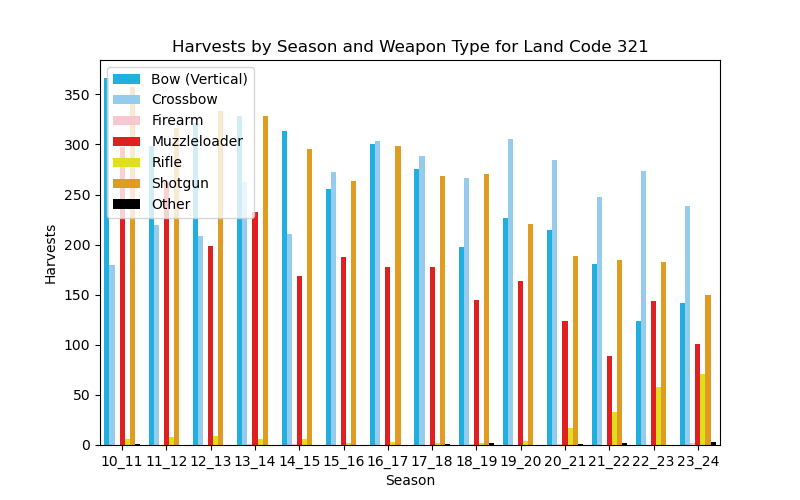 Harvests by Season and Weapon Type for Land Code 321
Bow (Vertical)
Crossbow
Firearm
Muzzleloader
Rifle
Shotgun
Other
350
300
250
200
150
100
50
0
Harvests
10_11 11_12 12_13 13_14 14_15 15_16 16_17 17_18 18_19 19_20 20_21 21_22 22_23 23_24
Season